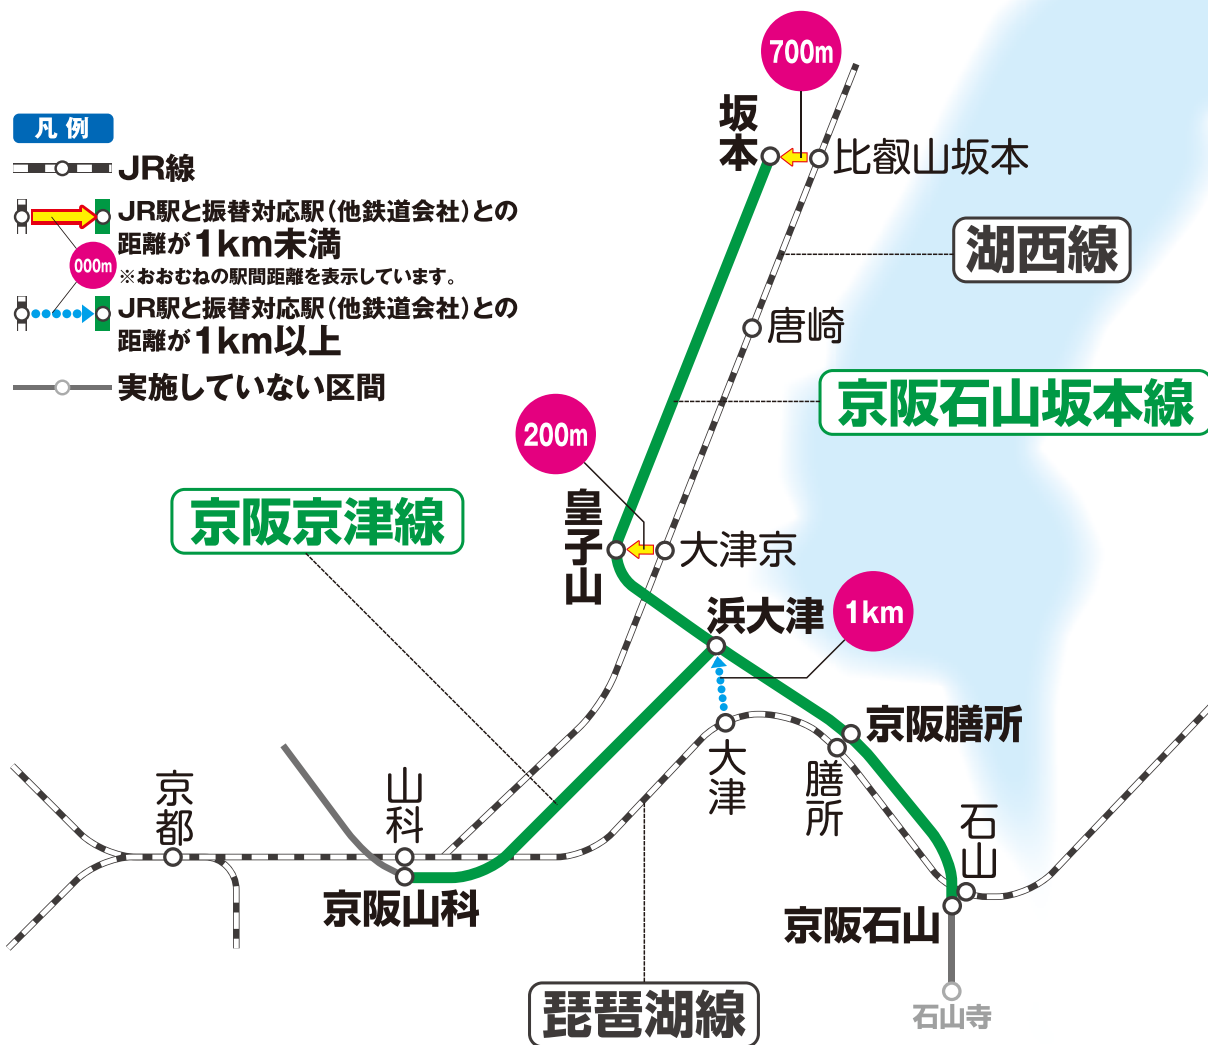 700m
坂本
比叡山坂本
凡例
JR線
JR駅と振替対応駅(他鉄道会社)との
距離が1km未満
000m
※おおむねの駅間距離を表示しています。
JR駅と振替対応駅(他鉄道会社)との
距離が1km以上
実施していない区間
湖西線
唐崎
京阪石山坂本線
200m
京阪京津線
皇子山
大津京
浜大津
1km
京阪膳所
大津
膳所
京都
山科
石山
京阪山科
京阪石山
琵琶湖線
石山寺